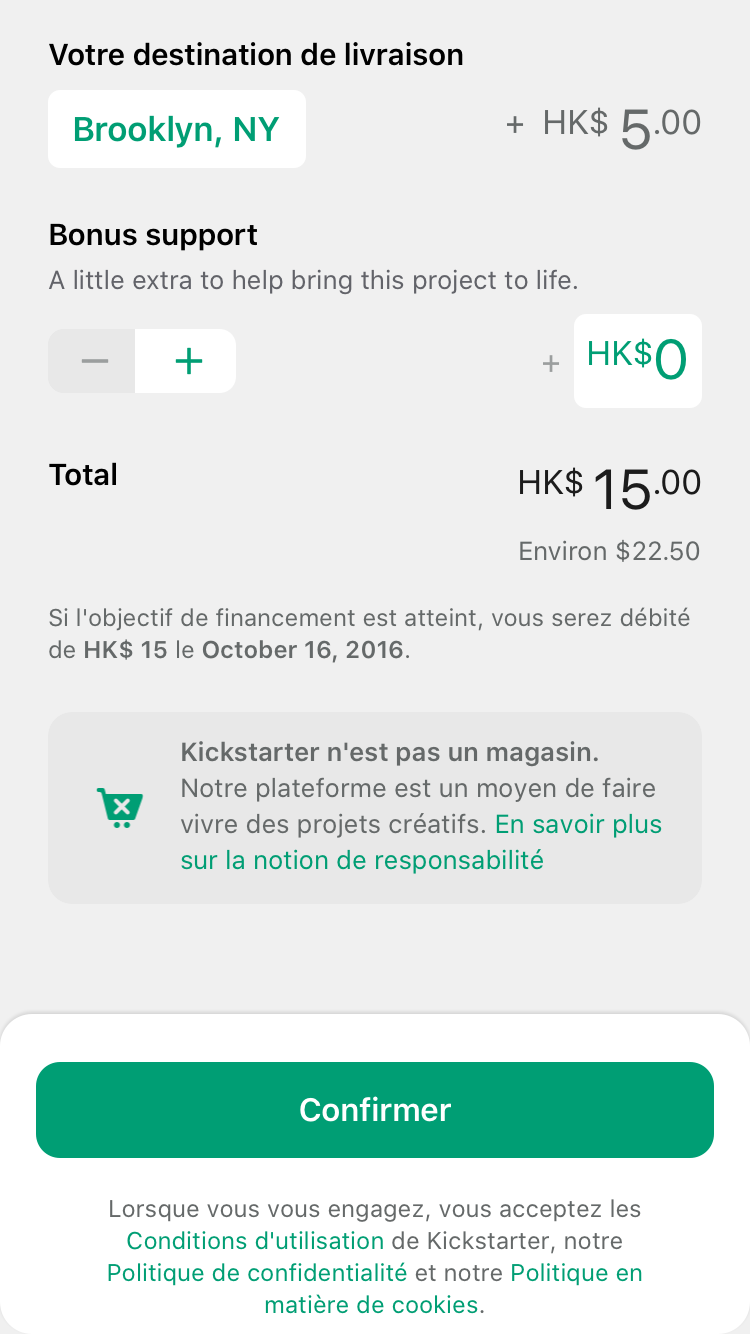 Votre destination de livraison
Brooklyn, NY
+ HK$ 5.00
Bonus support
A little extra to help bring this project to life.
− +
+ HK$0
Total
HK$ 15.00
Environ $22.50
Si l'objectif de financement est atteint, vous serez débité
de HK$ 15 le October 16, 2016.
Kickstarter n'est pas un magasin.
Notre plateforme est un moyen de faire
vivre des projets créatifs. En savoir plus
sur la notion de responsabilité
Confirmer
Lorsque vous vous engagez, vous acceptez les
Conditions d'utilisation de Kickstarter, notre
Politique de confidentialité et notre Politique en
matière de cookies.